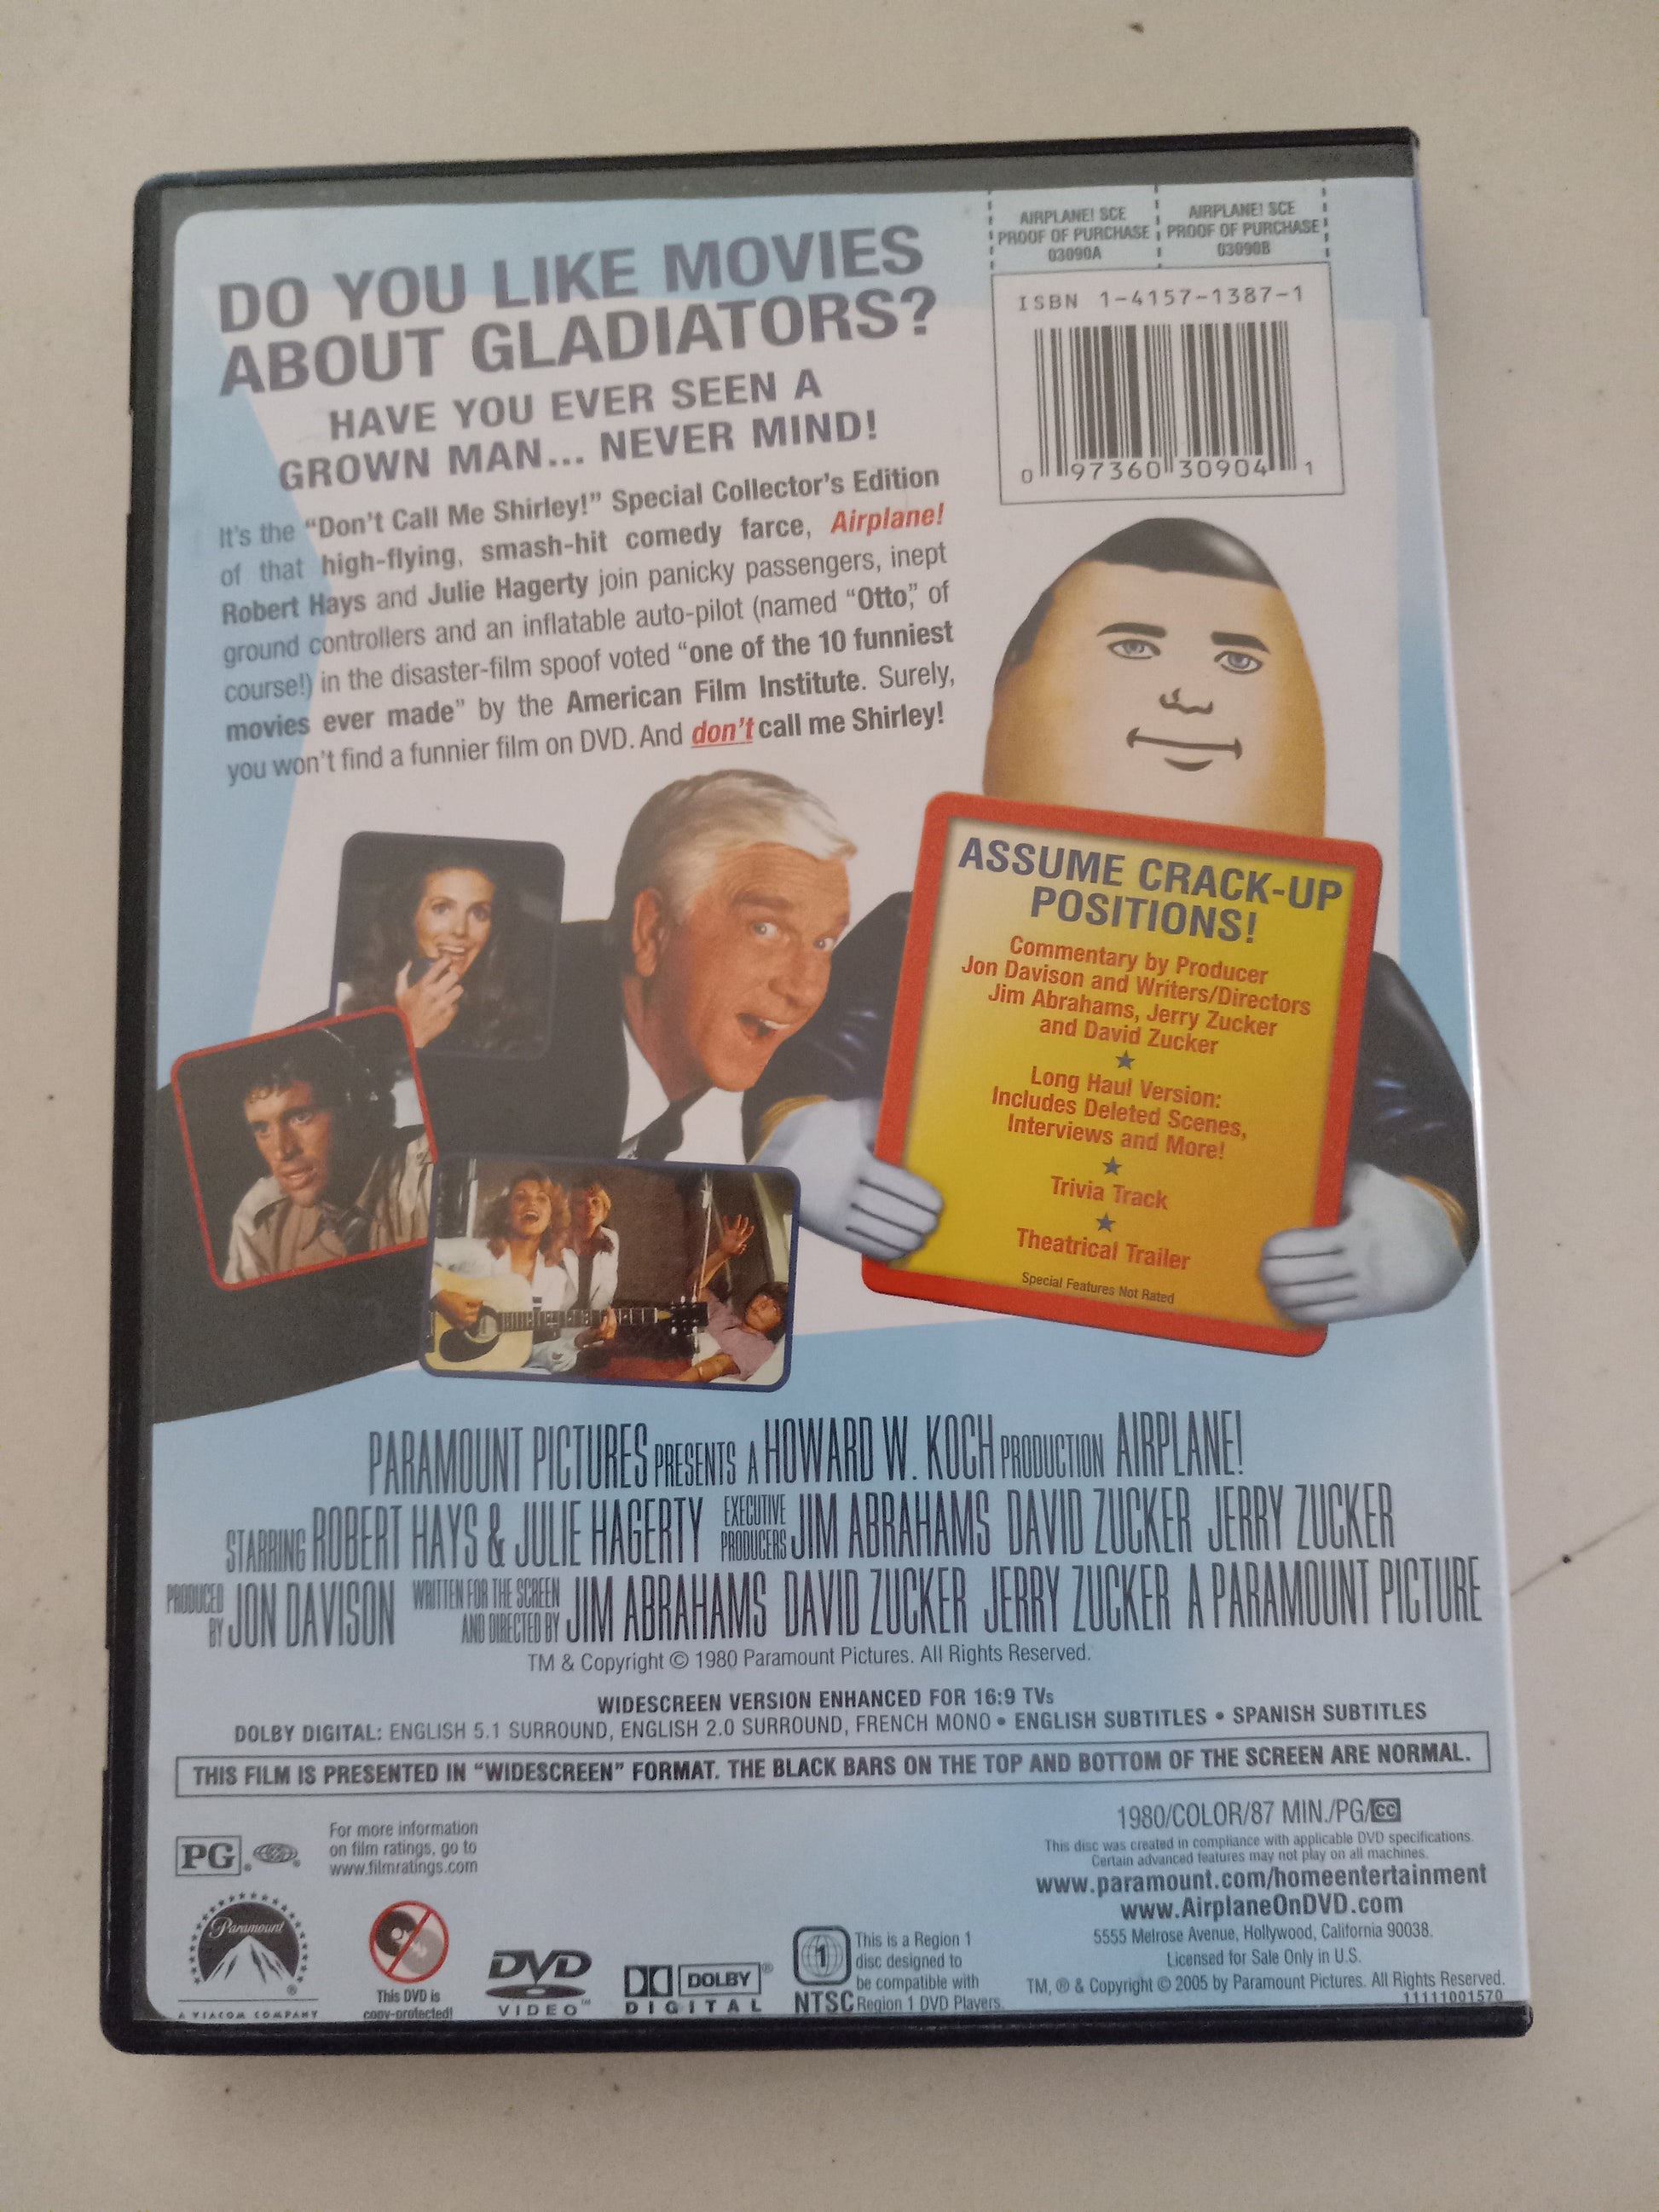 DO YOU LIKE MOVIES
ABOUT GLADIATORS?
HAVE YOU EVER SEEN A
GROWN MAN... NEVER MIND!
It's the “Don't Call Me Shirley!” Special Collector's Edition
of that high-flying, smash-hit comedy farce, Airplane!
Robert Hays and Julie Hagerty join panicky passengers, inept
ground controllers and an inflatable auto-pilot (named “Otto,” of
course!) in the disaster-film spoof voted “one of the 10 funniest
movies ever made” by the American Film Institute. Surely,
you won't find a funnier film on DVD. And don't call me Shirley!
AIRPLANE! SCE
PROOF OF PURCHASE
03090A
AIRPLANE! SCE
PROOF OF PURCHASE
03090B
ISBN 1-4157-1387-1
0 97360 30904 1
ASSUME CRACK-UP
POSITIONS!
Commentary by Producer
Jon Davison and Writers/Directors
Jim Abrahams, Jerry Zucker
and David Zucker
Long Haul Version:
Includes Deleted Scenes,
Interviews and More!
Trivia Track
Theatrical Trailer
Special Features Not Rated
PARAMOUNT PICTURES PRESENTS A HOWARD W. KOCH PRODUCTION AIRPLANE!
STARRING ROBERT HAYS & JULIE HAGERTY EXECUTIVE PRODUCERS JIM ABRAHAMS DAVID ZUCKER JERRY ZUCKER
PRODUCED BY JON DAVISON WRITTEN FOR THE SCREEN AND DIRECTED BY JIM ABRAHAMS DAVID ZUCKER JERRY ZUCKER A PARAMOUNT PICTURE
TM & Copyright © 1980 Paramount Pictures. All Rights Reserved.
WIDESCREEN VERSION ENHANCED FOR 16:9 TVs
DOLBY DIGITAL: ENGLISH 5.1 SURROUND, ENGLISH 2.0 SURROUND, FRENCH MONO • ENGLISH SUBTITLES • SPANISH SUBTITLES
THIS FILM IS PRESENTED IN “WIDESCREEN” FORMAT. THE BLACK BARS ON THE TOP AND BOTTOM OF THE SCREEN ARE NORMAL.
PG
For more information
on film ratings, go to
www.filmratings.com
1980/COLOR/87 MIN./PG/CC
This disc was created in compliance with applicable DVD specifications.
Certain advanced features may not play on all machines.
www.paramount.com/homeentertainment
www.AirplaneOnDVD.com
5555 Melrose Avenue, Hollywood, California 90038.
Licensed for Sale Only in U.S.
TM, ® & Copyright © 2005 by Paramount Pictures. All Rights Reserved.
11111001570
Paramount
®
A VIACOM COMPANY
This DVD is
copy-protected!
DVD
VIDEO™
DOLBY®
DIGITAL
1
NTSC
This is a Region 1
disc designed to
be compatible with
Region 1 DVD Players.